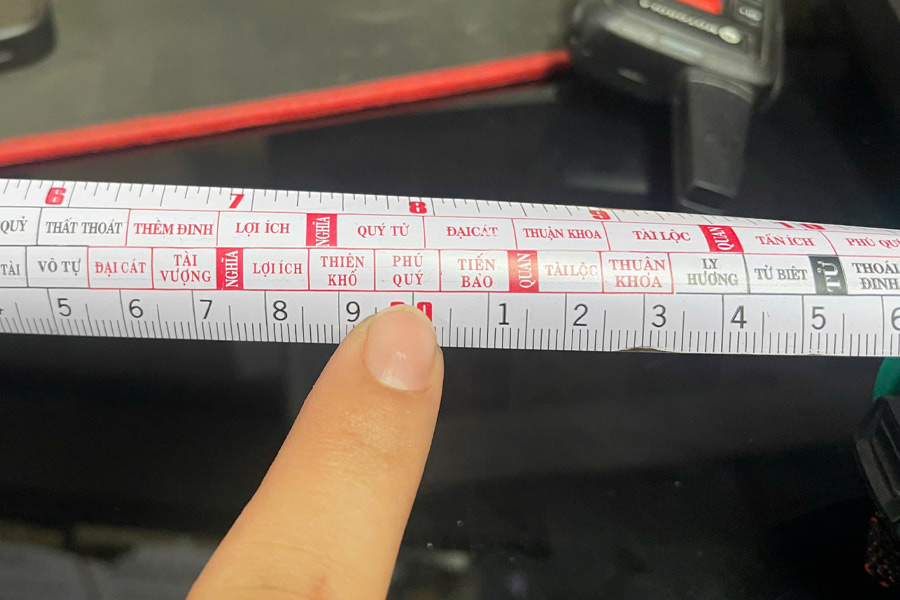 6 7 8 9
QUỶ THẤT THOÁT THÊM ĐINH LỢI ÍCH NGHĨA QUÝ TỬ ĐẠI CÁT THUẬN KHOA TÀI LỘC QUAN TẤN ÍCH PHÚ QUÝ
TÀI VÔ TỰ ĐẠI CÁT TÀI VƯỢNG NGHĨA LỢI ÍCH THIÊN KHỐ PHÚ QUÝ TIẾN BẢO QUAN TÀI LỘC THUẬN KHOA LY HƯƠNG TỬ BIỆT TỬ THOÁI ĐINH
5 6 7 8 9 1 2 3 4 5 6